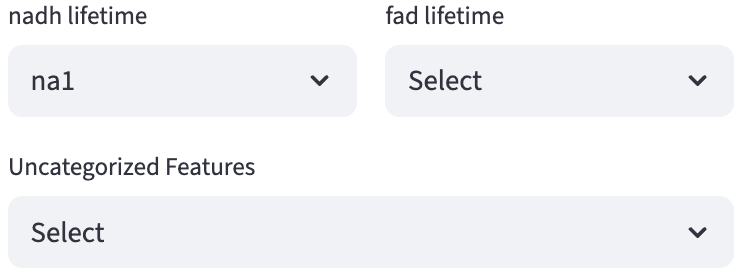 nadh lifetime
fad lifetime
na1
Select
Uncategorized Features
Select